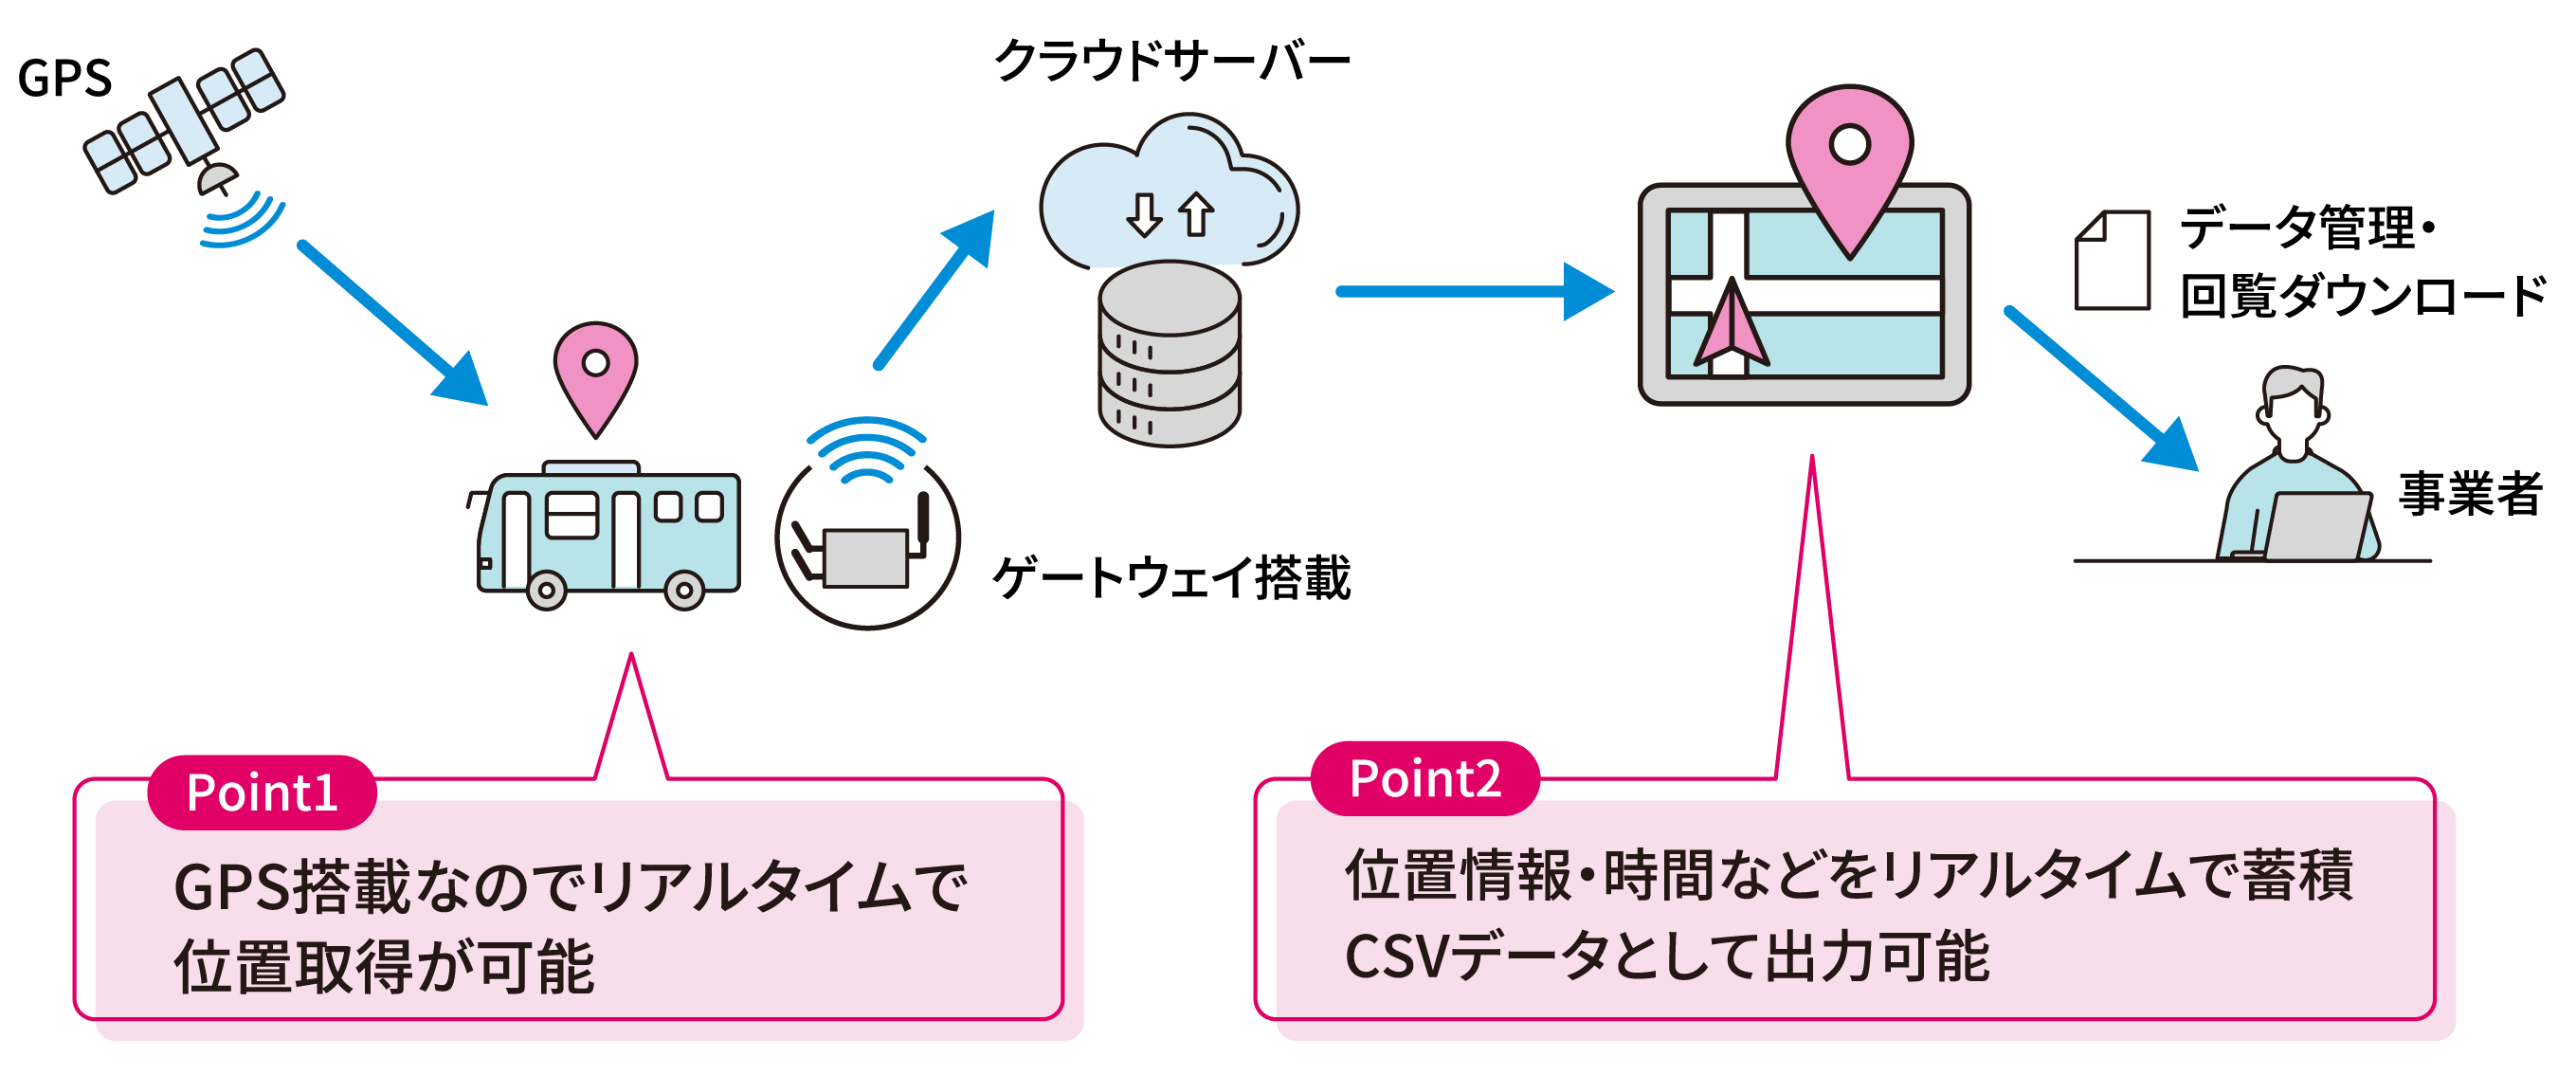 GPS
クラウドサーバー
データ管理・
回覧ダウンロード
事業者
ゲートウェイ搭載
Point1
GPS搭載なのでリアルタイムで
位置取得が可能
Point2
位置情報・時間などをリアルタイムで蓄積
CSVデータとして出力可能